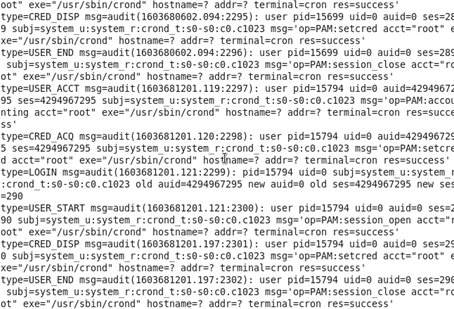 oot" exe="/usr/sbin/crond" hostname=? addr=? terminal=cron res=success'
type=CRED_DISP msg=audit(1603680602.094:2295): user pid=15699 uid=0 auid=0 ses=28
9 subj=system_u:system_r:crond_t:s0-s0:c0.c1023 msg='op=PAM:setcred acct="root"
exe="/usr/sbin/crond" hostname=? addr=? terminal=cron res=success'
type=USER_END msg=audit(1603680602.094:2296): user pid=15699 uid=0 auid=0 ses=289
subj=system_u:system_r:crond_t:s0-s0:c0.c1023 msg='op=PAM:session_close acct="ro
ot" exe="/usr/sbin/crond" hostname=? addr=? terminal=cron res=success'
type=USER_ACCT msg=audit(1603681201.119:2297): user pid=15794 uid=0 auid=42949672
95 ses=4294967295 subj=system_u:system_r:crond_t:s0-s0:c0.c1023 msg='op=PAM:accou
nting acct="root" exe="/usr/sbin/crond" hostname=? addr=? terminal=cron res=succe
ss'
type=CRED_ACQ msg=audit(1603681201.120:2298): user pid=15794 uid=0 auid=429496729
5 ses=4294967295 subj=system_u:system_r:crond_t:s0-s0:c0.c1023 msg='op=PAM:setcre
d acct="root" exe="/usr/sbin/crond" hostname=? addr=? terminal=cron res=success'
type=LOGIN msg=audit(1603681201.121:2299): pid=15794 uid=0 subj=system_u:system_r
:crond_t:s0-s0:c0.c1023 old auid=4294967295 new auid=0 old ses=4294967295 new ses
=290
type=USER_START msg=audit(1603681201.121:2300): user pid=15794 uid=0 auid=0 ses=2
90 subj=system_u:system_r:crond_t:s0-s0:c0.c1023 msg='op=PAM:session_open acct="r
oot" exe="/usr/sbin/crond" hostname=? addr=? terminal=cron res=success'
type=CRED_DISP msg=audit(1603681201.197:2301): user pid=15794 uid=0 auid=0 ses=29
0 subj=system_u:system_r:crond_t:s0-s0:c0.c1023 msg='op=PAM:setcred acct="root" e
xe="/usr/sbin/crond" hostname=? addr=? terminal=cron res=success'
type=USER_END msg=audit(1603681201.197:2302): user pid=15794 uid=0 auid=0 ses=290
subj=system_u:system_r:crond_t:s0-s0:c0.c1023 msg='op=PAM:session_close acct="ro
ot" exe="/usr/sbin/crond" hostname=? addr=? terminal=cron res=success'